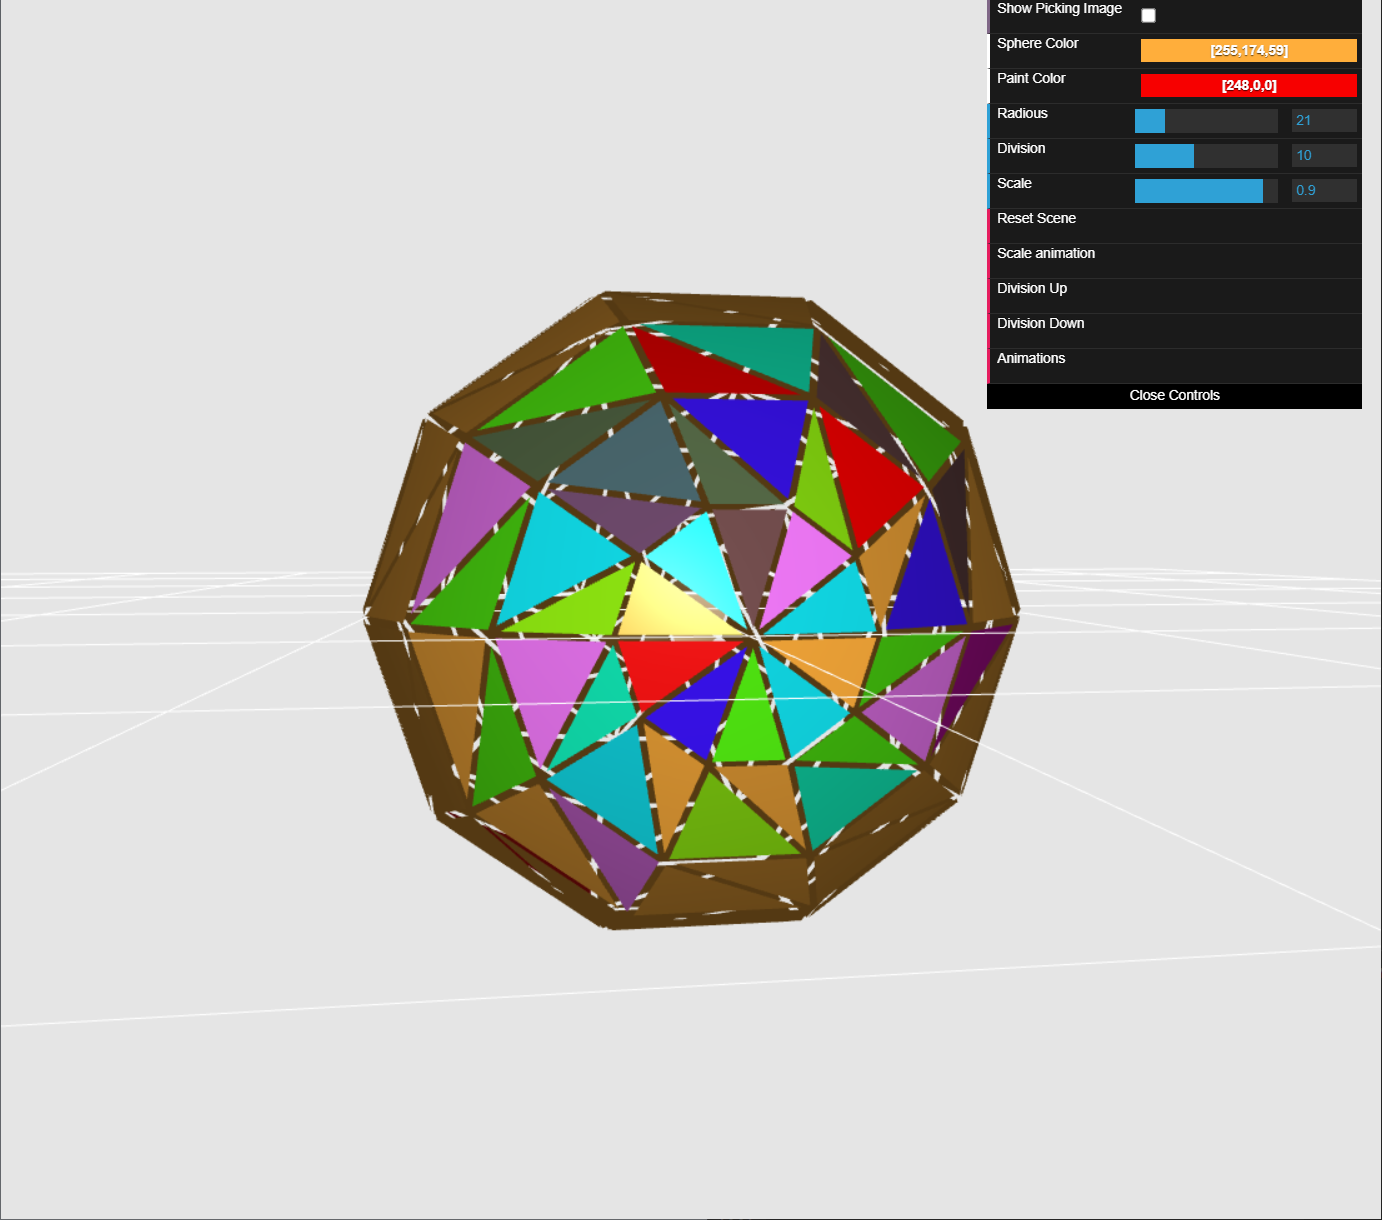 Show Picking Image
Sphere Color [255,174,59]
Paint Color [248,0,0]
Radious 21
Division 10
Scale 0.9
Reset Scene
Scale animation
Division Up
Division Down
Animations
Close Controls